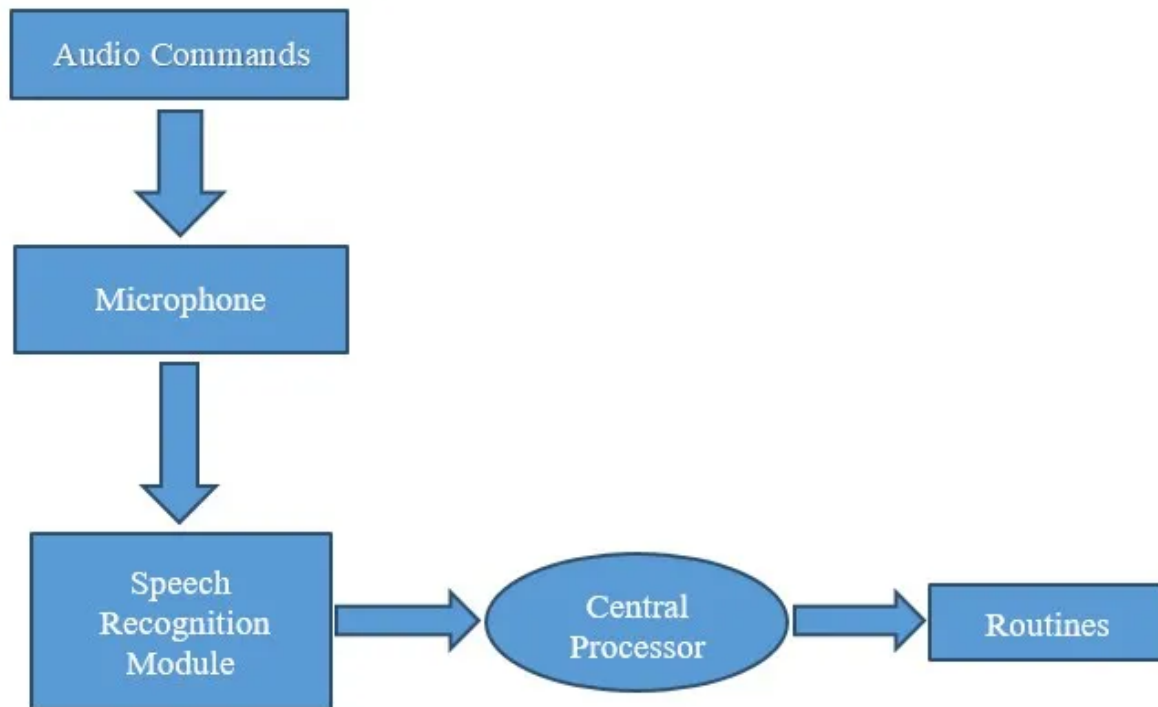 Audio Commands
Microphone
Speech
Recognition
Module
Central
Processor
Routines